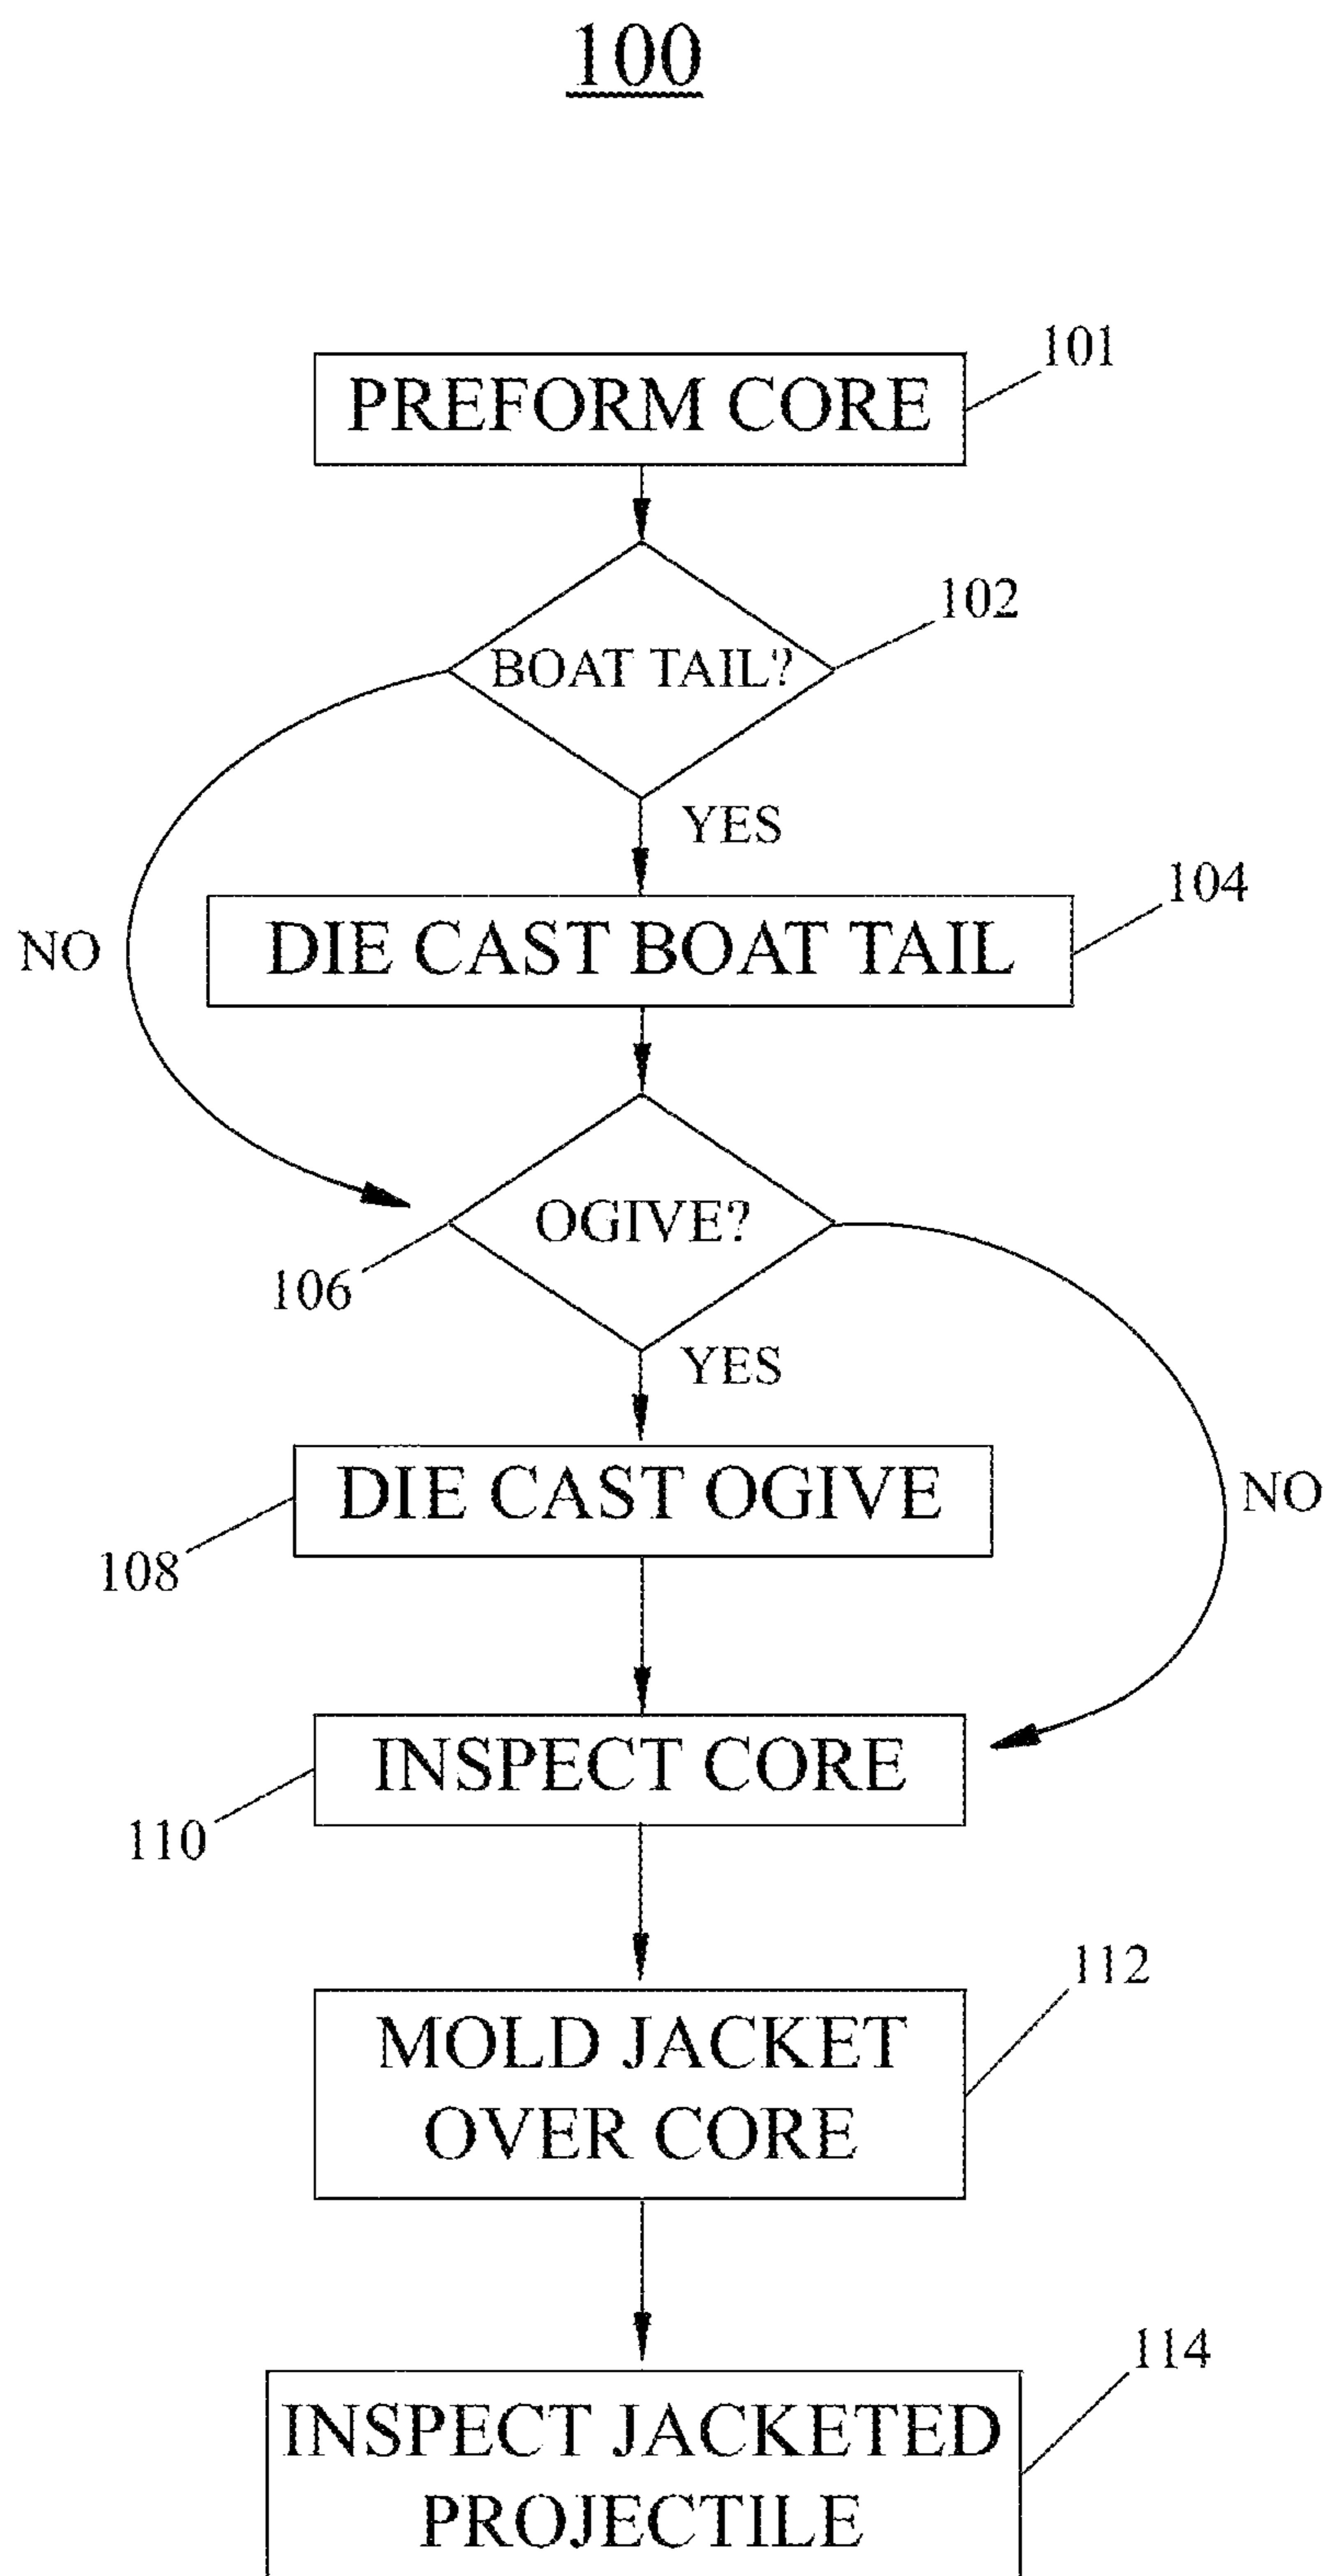 100
PREFORM CORE
101
BOAT TAIL?
102
YES
DIE CAST BOAT TAIL
104
NO
OGIVE?
106
YES
DIE CAST OGIVE
108
NO
INSPECT CORE
110
MOLD JACKET
OVER CORE
112
INSPECT JACKETED
PROJECTILE
114